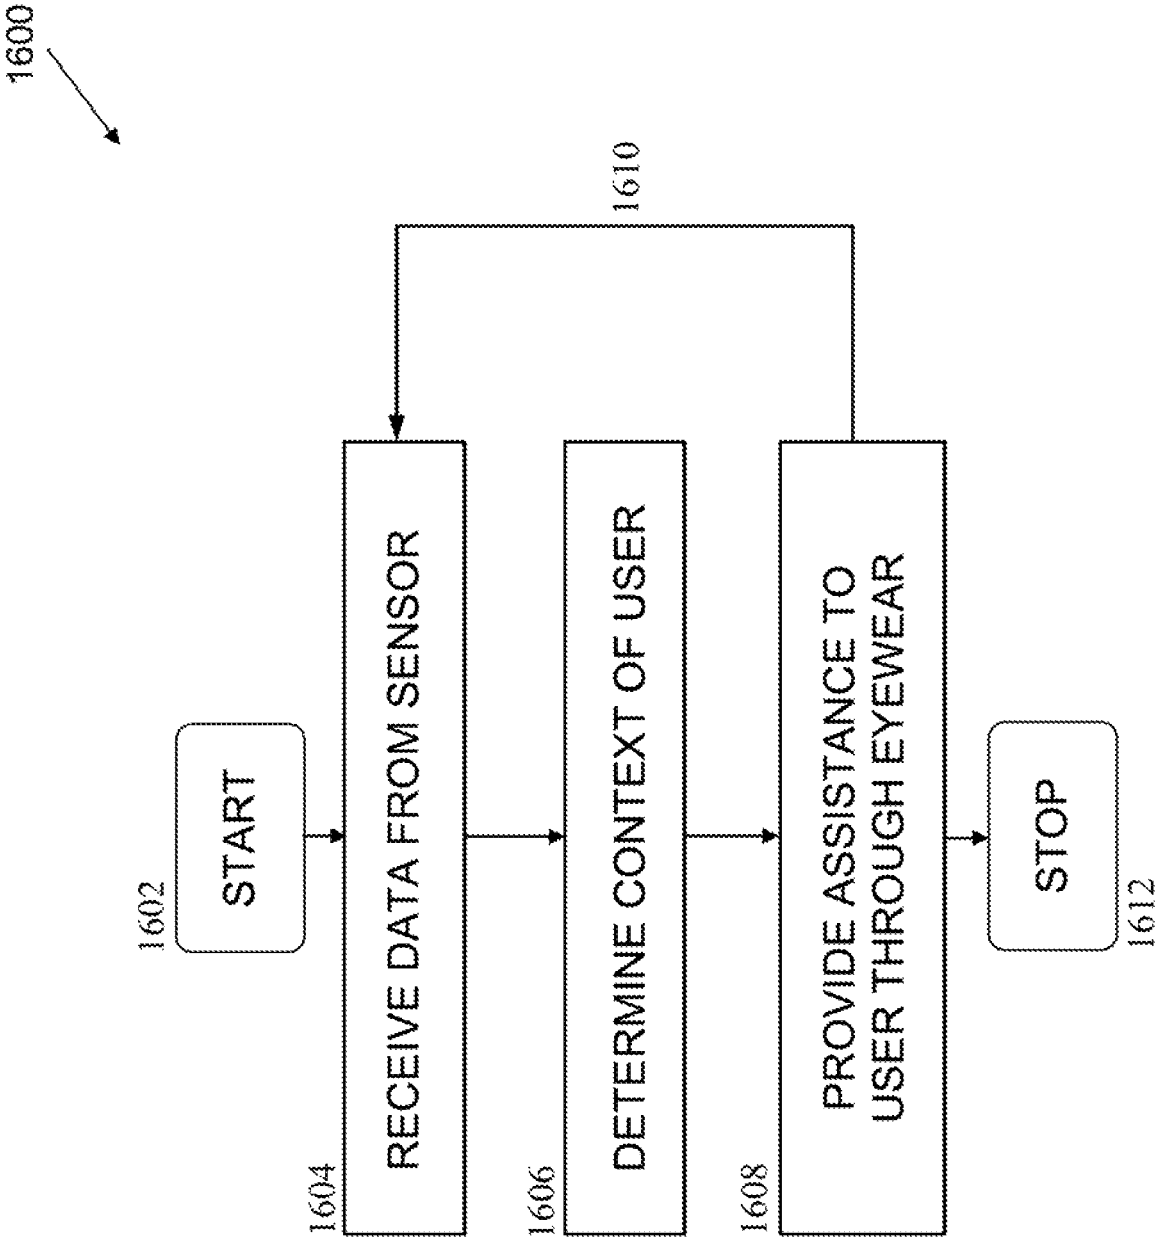 1600
1602
START
1604
RECEIVE DATA FROM SENSOR
1606
DETERMINE CONTEXT OF USER
1608
PROVIDE ASSISTANCE TO
USER THROUGH EYEWEAR
1610
STOP
1612